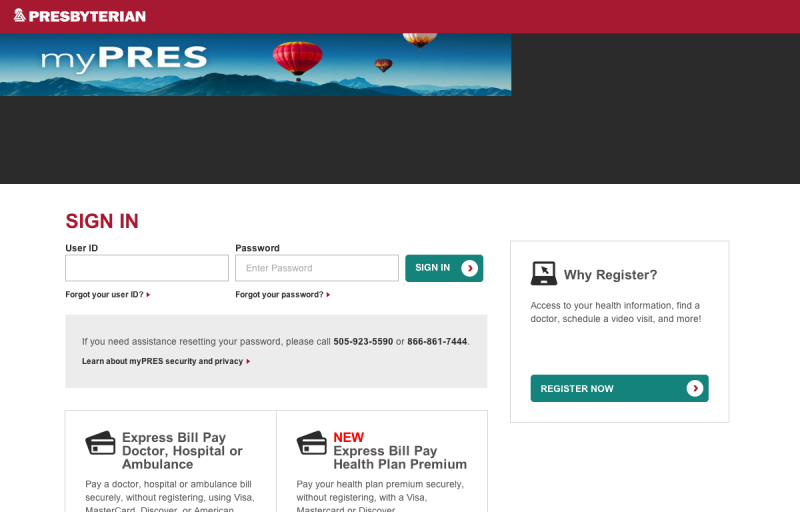 PRESBYTERIAN
myPRES
SIGN IN
User ID
Password
Enter Password
SIGN IN
Forgot your user ID?
Forgot your password?
If you need assistance resetting your password, please call 505-923-5590 or 866-861-7444.
Learn about myPRES security and privacy
Why Register?
Access to your health information, find a
doctor, schedule a video visit, and more!
REGISTER NOW
Express Bill Pay
Doctor, Hospital or
Ambulance
Pay a doctor, hospital or ambulance bill
securely, without registering, using Visa,
MasterCard, Discover, or American
NEW
Express Bill Pay
Health Plan Premium
Pay your health plan premium securely,
without registering, with a Visa,
Mastercard or Discover